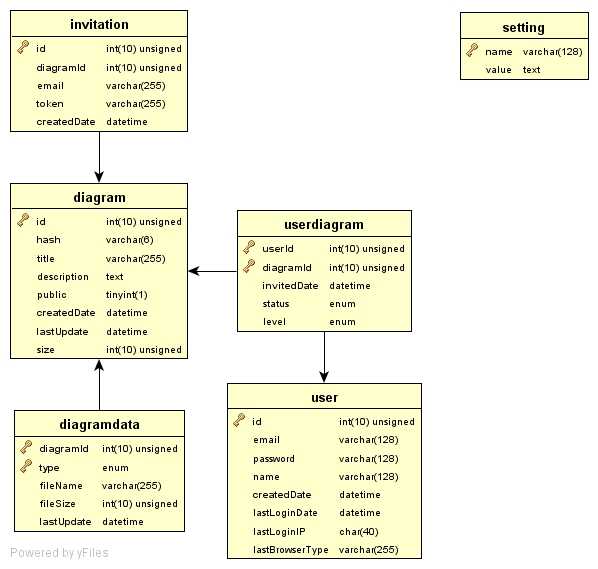 invitation
id int(10) unsigned
diagramId int(10) unsigned
email varchar(255)
token varchar(255)
createdDate datetime
setting
name varchar(128)
value text
diagram
id int(10) unsigned
hash varchar(6)
title varchar(255)
description text
public tinyint(1)
createdDate datetime
lastUpdate datetime
size int(10) unsigned
userdiagram
userId int(10) unsigned
diagramId int(10) unsigned
invitedDate datetime
status enum
level enum
diagramdata
diagramId int(10) unsigned
type enum
fileName varchar(255)
fileSize int(10) unsigned
lastUpdate datetime
user
id int(10) unsigned
email varchar(128)
password varchar(128)
name varchar(128)
createdDate datetime
lastLoginDate datetime
lastLoginIP char(40)
lastBrowserType varchar(255)
Powered by yFiles